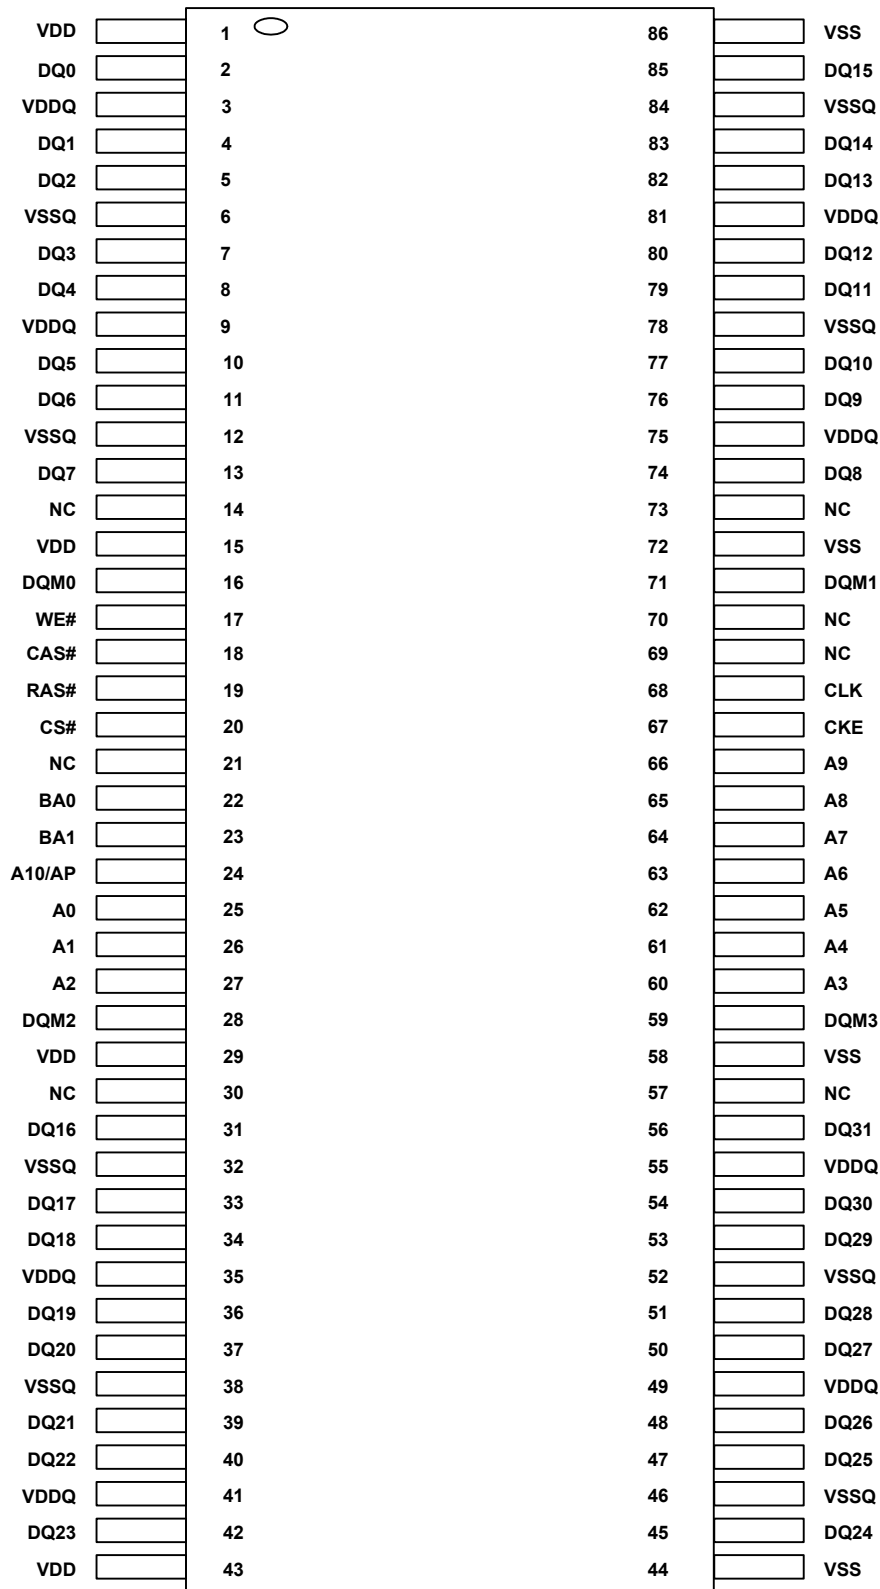 VDD 1 86 VSS
DQ0 2 85 DQ15
VDDQ 3 84 VSSQ
DQ1 4 83 DQ14
DQ2 5 82 DQ13
VSSQ 6 81 VDDQ
DQ3 7 80 DQ12
DQ4 8 79 DQ11
VDDQ 9 78 VSSQ
DQ5 10 77 DQ10
DQ6 11 76 DQ9
VSSQ 12 75 VDDQ
DQ7 13 74 DQ8
NC 14 73 NC
VDD 15 72 VSS
DQM0 16 71 DQM1
WE# 17 70 NC
CAS# 18 69 NC
RAS# 19 68 CLK
CS# 20 67 CKE
NC 21 66 A9
BA0 22 65 A8
BA1 23 64 A7
A10/AP 24 63 A6
A0 25 62 A5
A1 26 61 A4
A2 27 60 A3
DQM2 28 59 DQM3
VDD 29 58 VSS
NC 30 57 NC
DQ16 31 56 DQ31
VSSQ 32 55 VDDQ
DQ17 33 54 DQ30
DQ18 34 53 DQ29
VDDQ 35 52 VSSQ
DQ19 36 51 DQ28
DQ20 37 50 DQ27
VSSQ 38 49 VDDQ
DQ21 39 48 DQ26
DQ22 40 47 DQ25
VDDQ 41 46 VSSQ
DQ23 42 45 DQ24
VDD 43 44 VSS